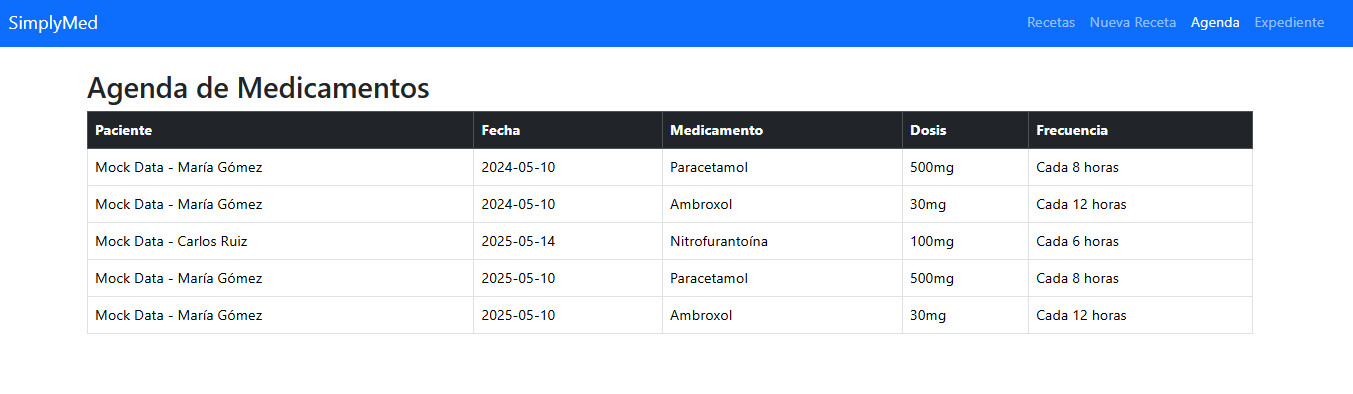 SimplyMed Recetas Nueva Receta Agenda Expediente
Agenda de Medicamentos
Paciente Fecha Medicamento Dosis Frecuencia
Mock Data - María Gómez 2024-05-10 Paracetamol 500mg Cada 8 horas
Mock Data - María Gómez 2024-05-10 Ambroxol 30mg Cada 12 horas
Mock Data - Carlos Ruiz 2025-05-14 Nitrofurantoína 100mg Cada 6 horas
Mock Data - María Gómez 2025-05-10 Paracetamol 500mg Cada 8 horas
Mock Data - María Gómez 2025-05-10 Ambroxol 30mg Cada 12 horas